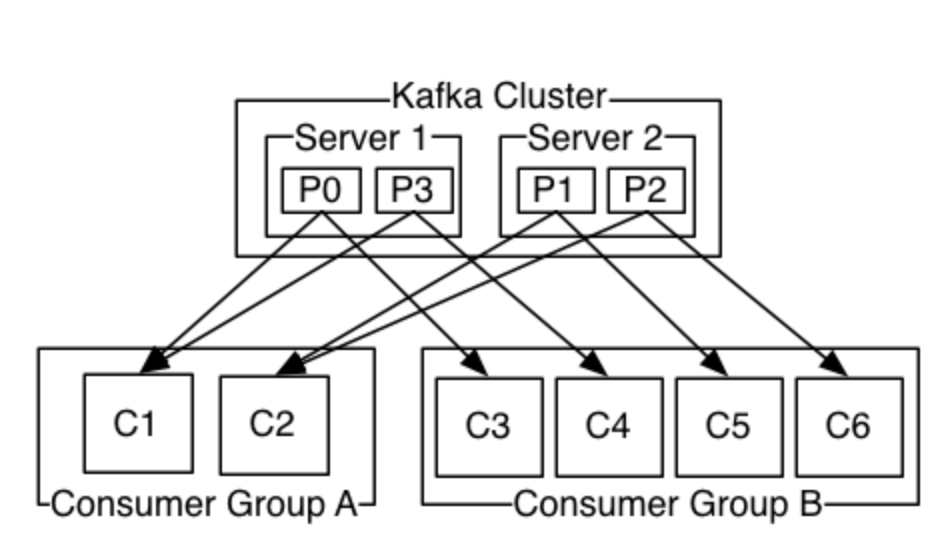 Kafka Cluster
Server 1
Server 2
P0
P3
P1
P2
C1
C2
C3
C4
C5
C6
Consumer Group A
Consumer Group B